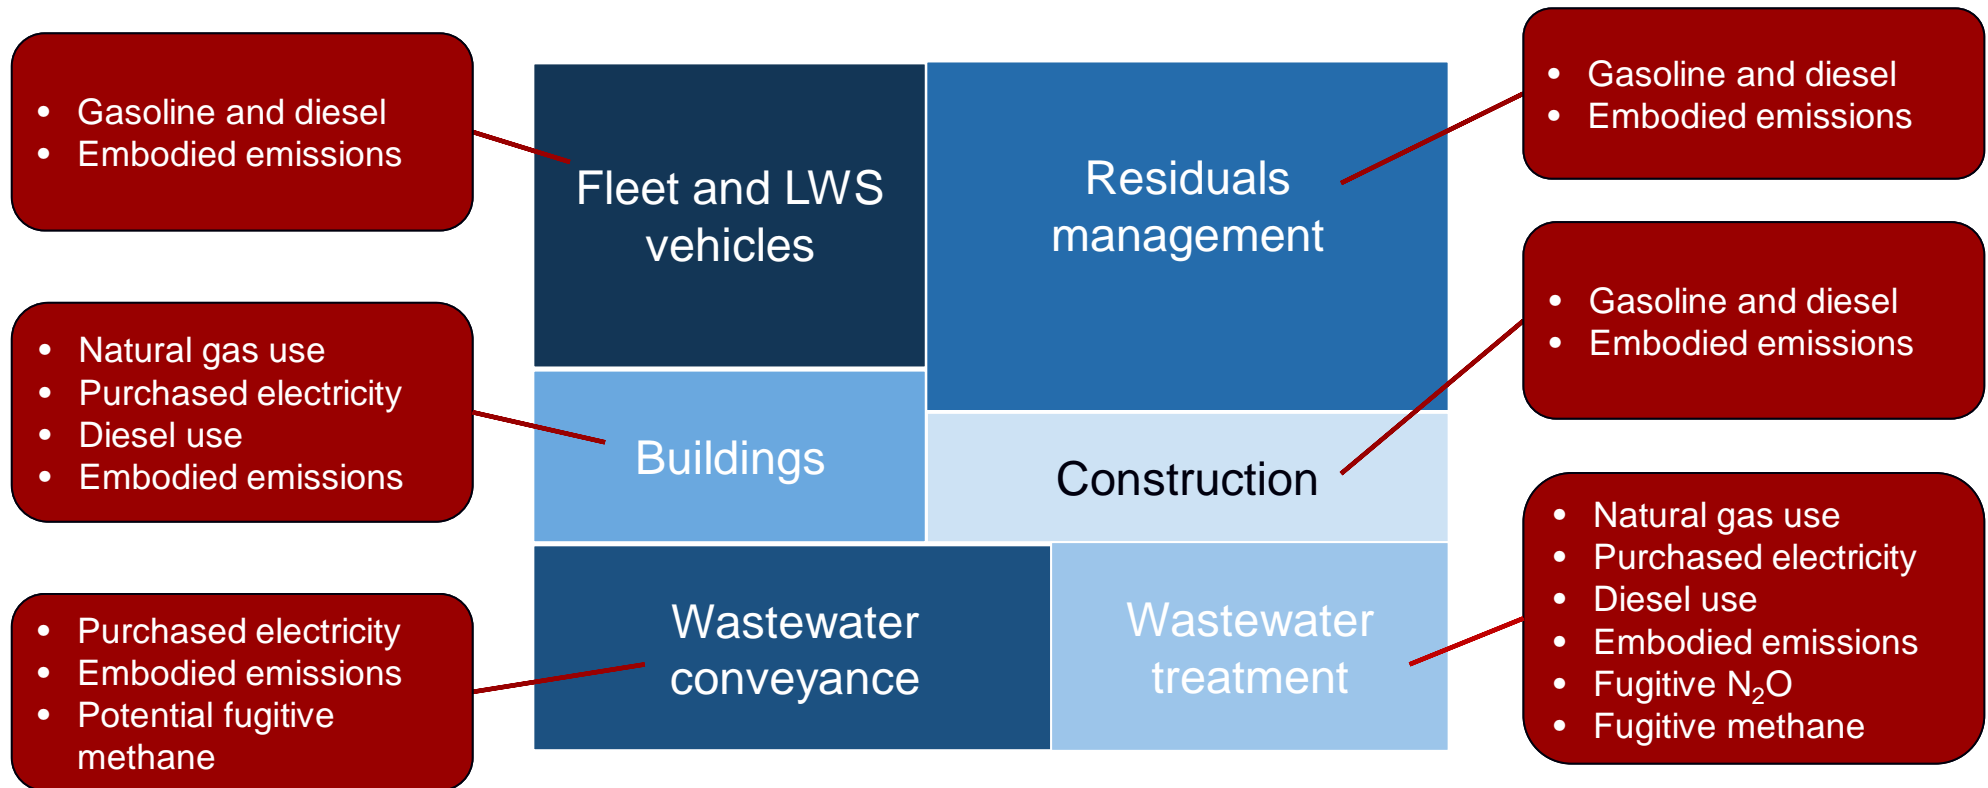 • Gasoline and diesel
• Embodied emissions
• Natural gas use
• Purchased electricity
• Diesel use
• Embodied emissions
• Purchased electricity
• Embodied emissions
• Potential fugitive
methane
Fleet and LWS
vehicles
Residuals
management
Buildings
Construction
Wastewater
conveyance
Wastewater
treatment
• Gasoline and diesel
• Embodied emissions
• Gasoline and diesel
• Embodied emissions
• Natural gas use
• Purchased electricity
• Diesel use
• Embodied emissions
• Fugitive N₂O
• Fugitive methane